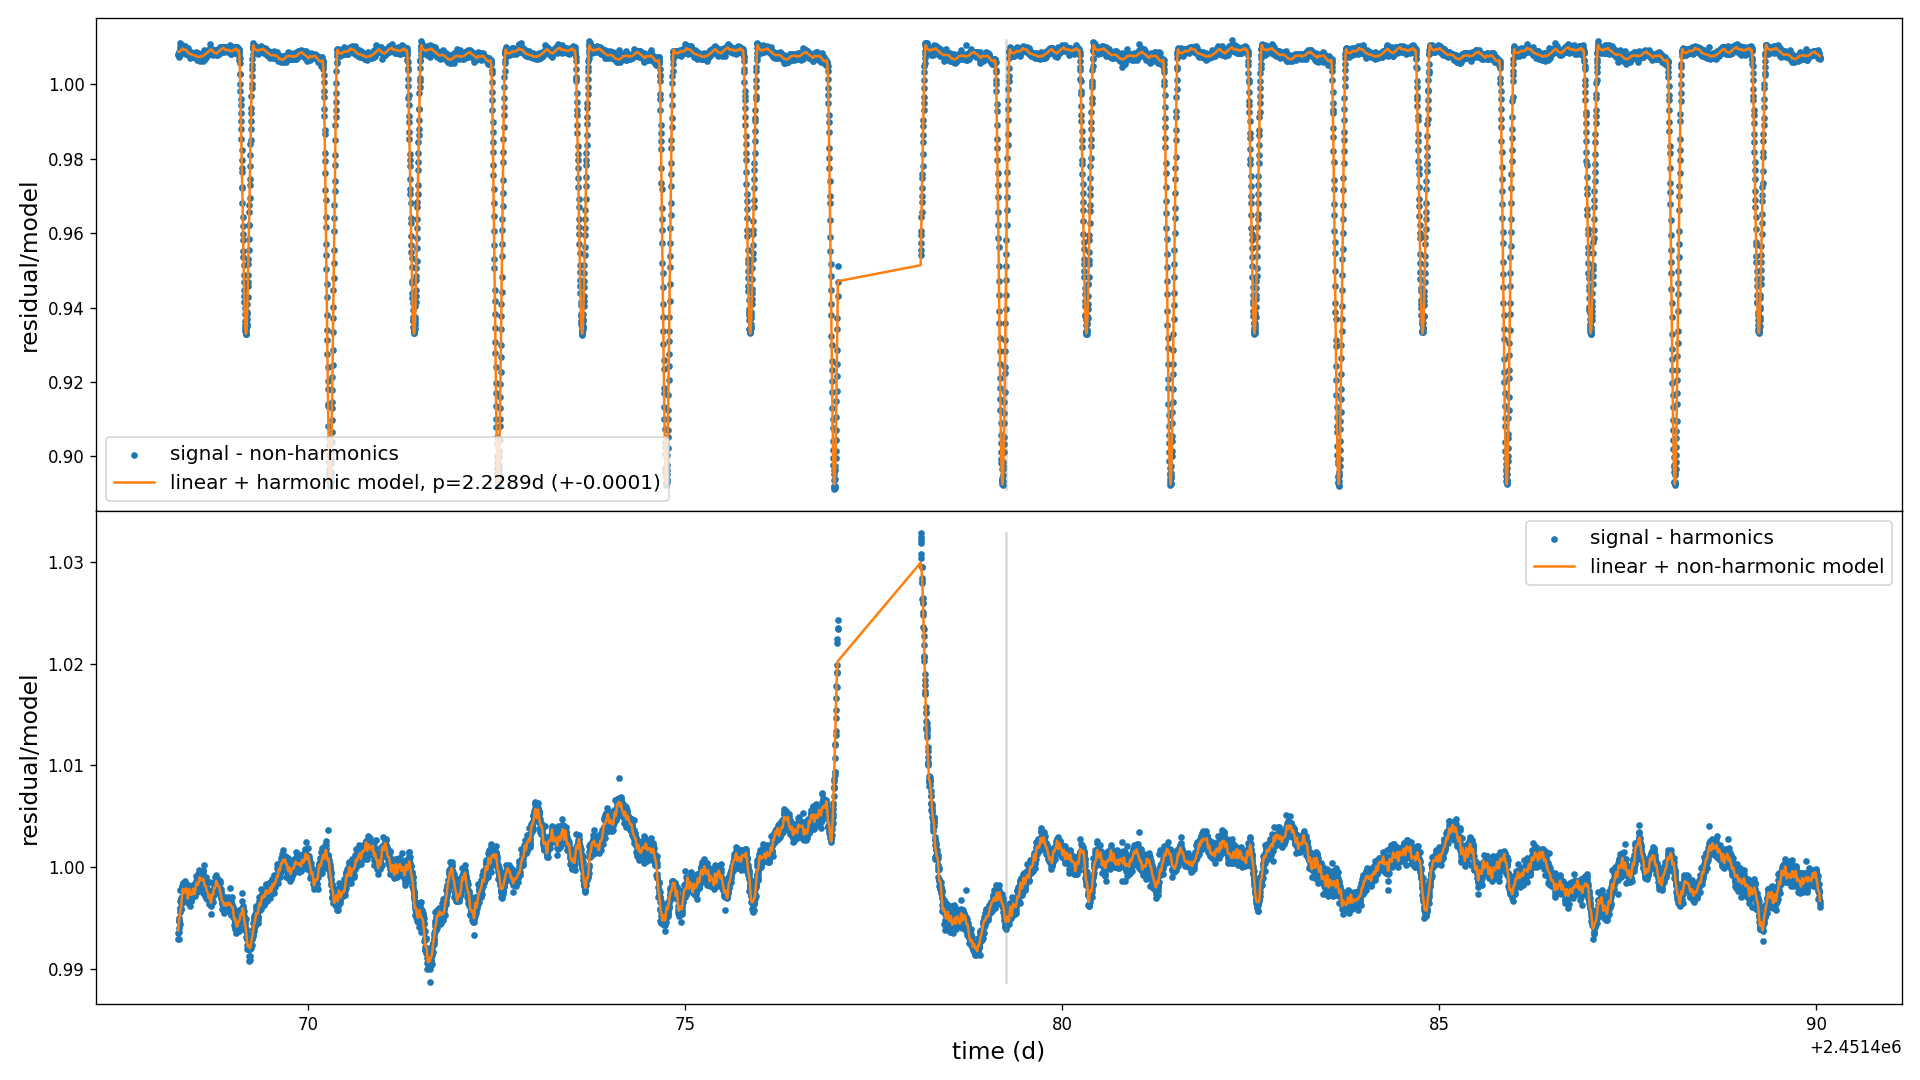 residual/model
1.00
0.98
0.96
0.94
0.92
0.90
signal - non-harmonics
linear + harmonic model, p=2.2289d (+-0.0001)
residual/model
1.03
1.02
1.01
1.00
0.99
signal - harmonics
linear + non-harmonic model
70
75
80
85
90
time (d)
+2.4514e6